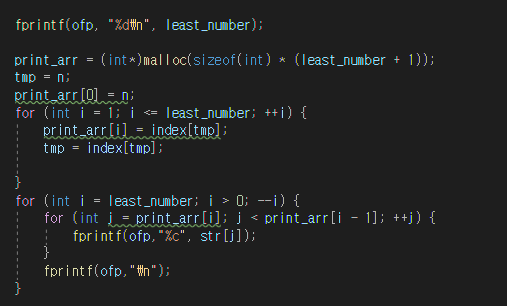 fprintf(ofp, "%d₩n", least_number);
print_arr = (int*)malloc(sizeof(int) * (least_number + 1));
tmp = n;
print_arr[0] = n;
for (int i = 1; i <= least_number; ++i) {
print_arr[i] = index[tmp];
tmp = index[tmp];
}
for (int i = least_number; i > 0; --i) {
for (int j = print_arr[i]; j < print_arr[i - 1]; ++j) {
fprintf(ofp,"%c", str[j]);
}
fprintf(ofp,"₩n");
}